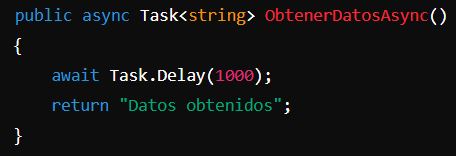 public async Task<string> ObtenerDatosAsync()
{
    await Task.Delay(1000);
    return "Datos obtenidos";
}